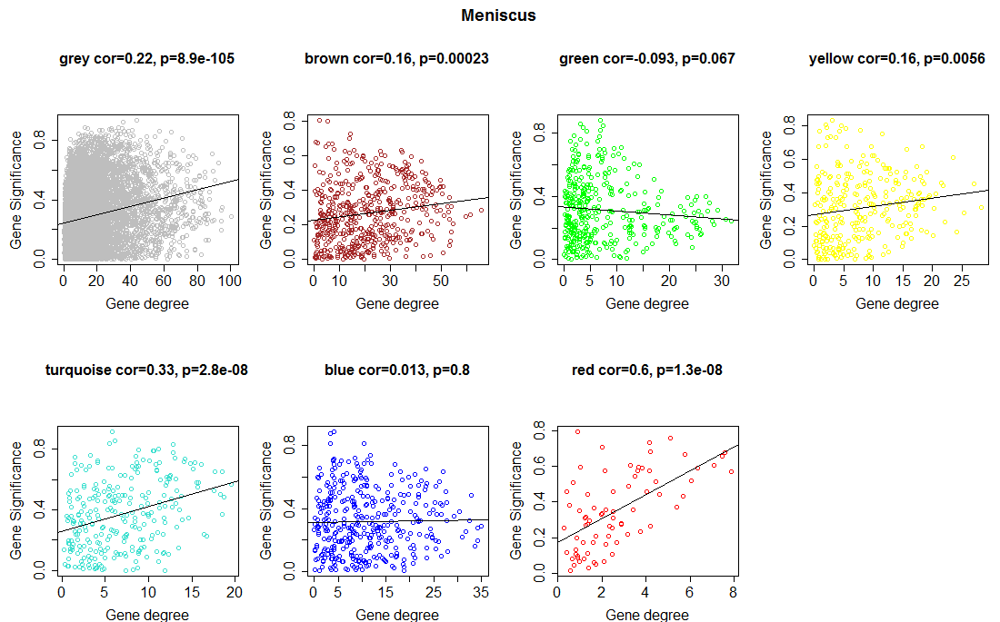 Meniscus
grey cor=0.22, p=8.9e-105
brown cor=0.16, p=0.00023
green cor=-0.093, p=0.067
yellow cor=0.16, p=0.0056
Gene Significance
0.0 0.4 0.8
0 20 40 60 80 100
Gene degree
Gene Significance
0.0 0.2 0.4 0.6 0.8
0 10 20 30 50
Gene degree
Gene Significance
0.0 0.2 0.4 0.6 0.8
0 5 10 20 30
Gene degree
Gene Significance
0.0 0.2 0.4 0.6 0.8
0 5 10 15 20 25
Gene degree
turquoise cor=0.33, p=2.8e-08
blue cor=0.013, p=0.8
red cor=0.6, p=1.3e-08
Gene Significance
0.0 0.4 0.8
0 5 10 15 20
Gene degree
Gene Significance
0.0 0.4 0.8
0 5 15 25 35
Gene degree
Gene Significance
0.0 0.2 0.4 0.6 0.8
0 2 4 6 8
Gene degree